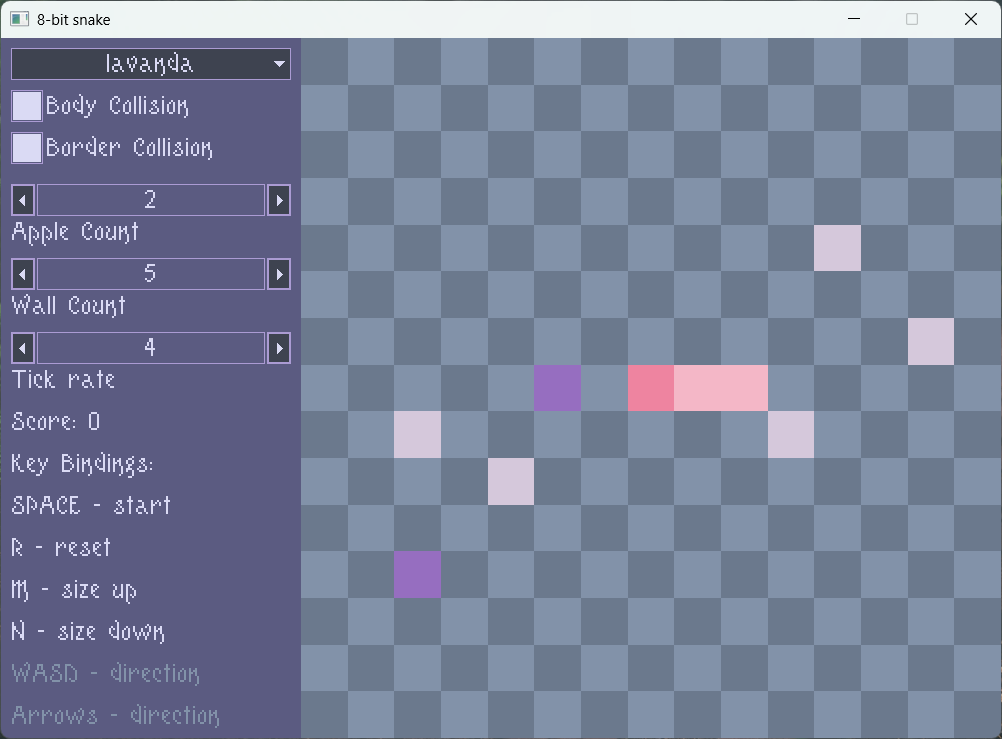 8-bit snake
lavanda
Body Collision
Border Collision
2
Apple Count
5
Wall Count
4
Tick rate
Score: 0
Key Bindings:
SPACE - start
R - reset
M - size up
N - size down
WASD - direction
Arrows - direction